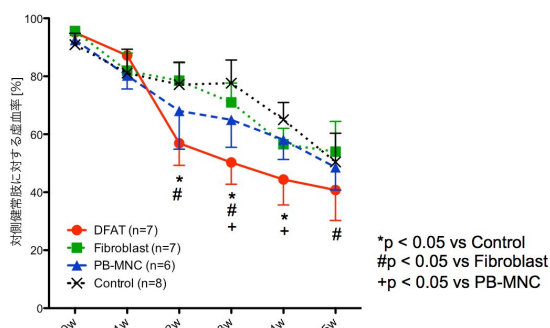 対側健常肢に対する虚血率 [%]
100
80
60
40
20
0
DFAT (n=7)
Fibroblast (n=7)
PB-MNC (n=6)
Control (n=8)
*
#
*
#
+
*
+
#
*p < 0.05 vs Control
#p < 0.05 vs Fibroblast
+p < 0.05 vs PB-MNC